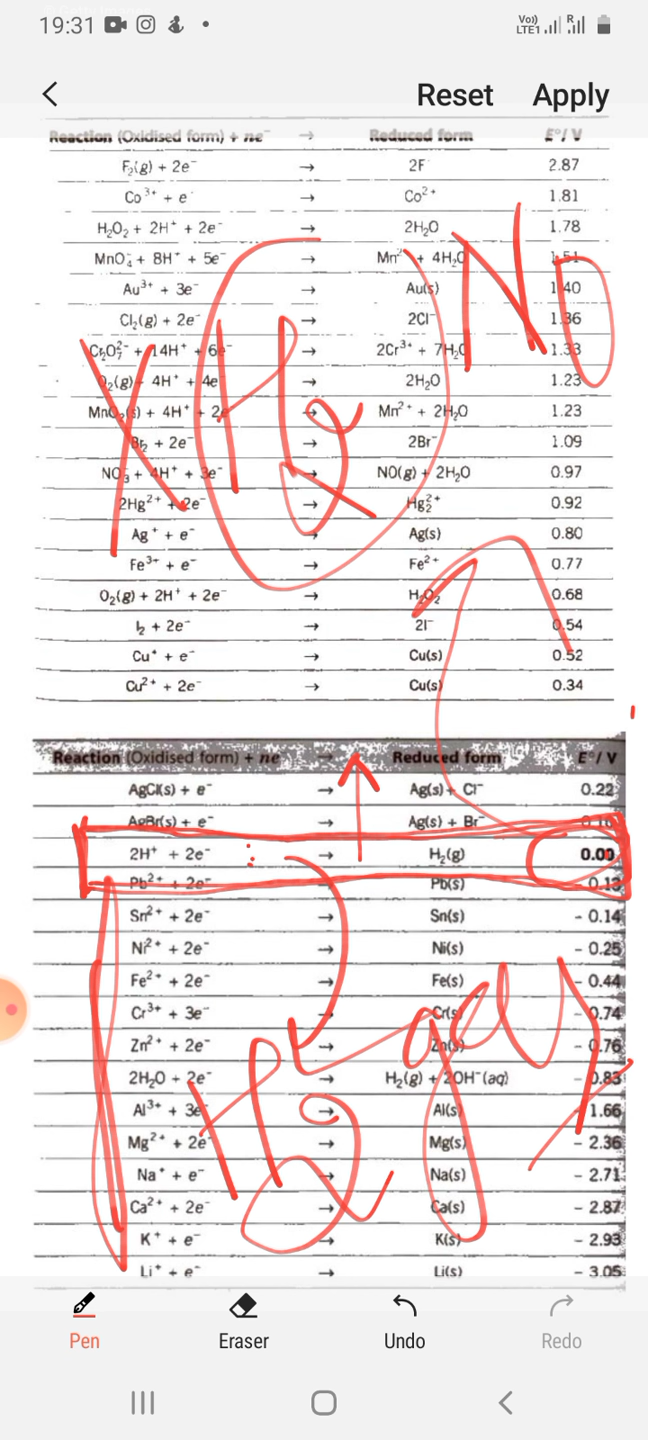 19:31 Vo)) LTE1 R
Reset Apply
Reaction (Oxidised form) + ne⁻ → Reduced form E°/ V
F₂(g) + 2e⁻ → 2F⁻ 2.87
Co³⁺ + e⁻ → Co²⁺ 1.81
H₂O₂ + 2H⁺ + 2e⁻ → 2H₂O 1.78
MnO₄⁻ + 8H⁺ + 5e⁻ → Mn²⁺ + 4H₂O 1.51
Au³⁺ + 3e⁻ → Au(s) 1.40
Cl₂(g) + 2e⁻ → 2Cl⁻ 1.36
Cr₂O₇²⁻ + 14H⁺ + 6e⁻ → 2Cr³⁺ + 7H₂O 1.33
O₂(g) + 4H⁺ + 4e⁻ → 2H₂O 1.23
MnO₂(s) + 4H⁺ + 2e⁻ → Mn²⁺ + 2H₂O 1.23
Br₂ + 2e⁻ → 2Br⁻ 1.09
NO₃⁻ + 4H⁺ + 3e⁻ → NO(g) + 2H₂O 0.97
2Hg²⁺ + 2e⁻ → Hg₂²⁺ 0.92
Ag⁺ + e⁻ → Ag(s) 0.80
Fe³⁺ + e⁻ → Fe²⁺ 0.77
O₂(g) + 2H⁺ + 2e⁻ → H₂O₂ 0.68
I₂ + 2e⁻ → 2I⁻ 0.54
Cu⁺ + e⁻ → Cu(s) 0.52
Cu²⁺ + 2e⁻ → Cu(s) 0.34
NO
Reaction (Oxidised form) + ne⁻ → Reduced form E°/ V
AgCl(s) + e⁻ → Ag(s) + Cl⁻ 0.22
AgBr(s) + e⁻ → Ag(s) + Br⁻ 0.10
2H⁺ + 2e⁻ → H₂(g) 0.00
Pb²⁺ + 2e⁻ → Pb(s) - 0.13
Sn²⁺ + 2e⁻ → Sn(s) - 0.14
Ni²⁺ + 2e⁻ → Ni(s) - 0.25
Fe²⁺ + 2e⁻ → Fe(s) - 0.44
Cr³⁺ + 3e⁻ → Cr(s) - 0.74
Zn²⁺ + 2e⁻ → Zn(s) - 0.76
2H₂O + 2e⁻ → H₂(g) + 2OH⁻(aq) - 0.83
Al³⁺ + 3e⁻ → Al(s) - 1.66
Mg²⁺ + 2e⁻ → Mg(s) - 2.36
Na⁺ + e⁻ → Na(s) - 2.71
Ca²⁺ + 2e⁻ → Ca(s) - 2.87
K⁺ + e⁻ → K(s) - 2.93
Li⁺ + e⁻ → Li(s) - 3.05
H₂ gas
Pen Eraser Undo Redo